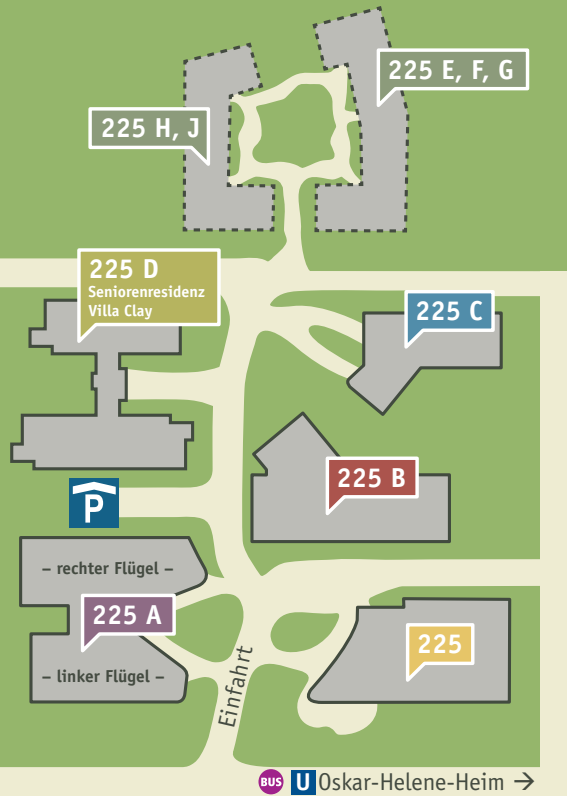 225 E, F, G
225 H, J
225 D
Seniorenresidenz
Villa Clay
225 C
225 B
P
– rechter Flügel –
225 A
– linker Flügel –
225
Einfahrt
BUS U Oskar-Helene-Heim →